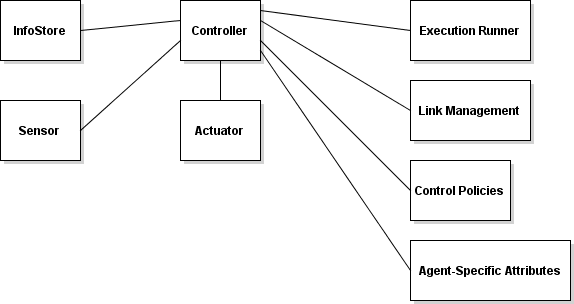 InfoStore
Controller
Execution Runner
Link Management
Sensor
Actuator
Control Policies
Agent-Specific Attributes